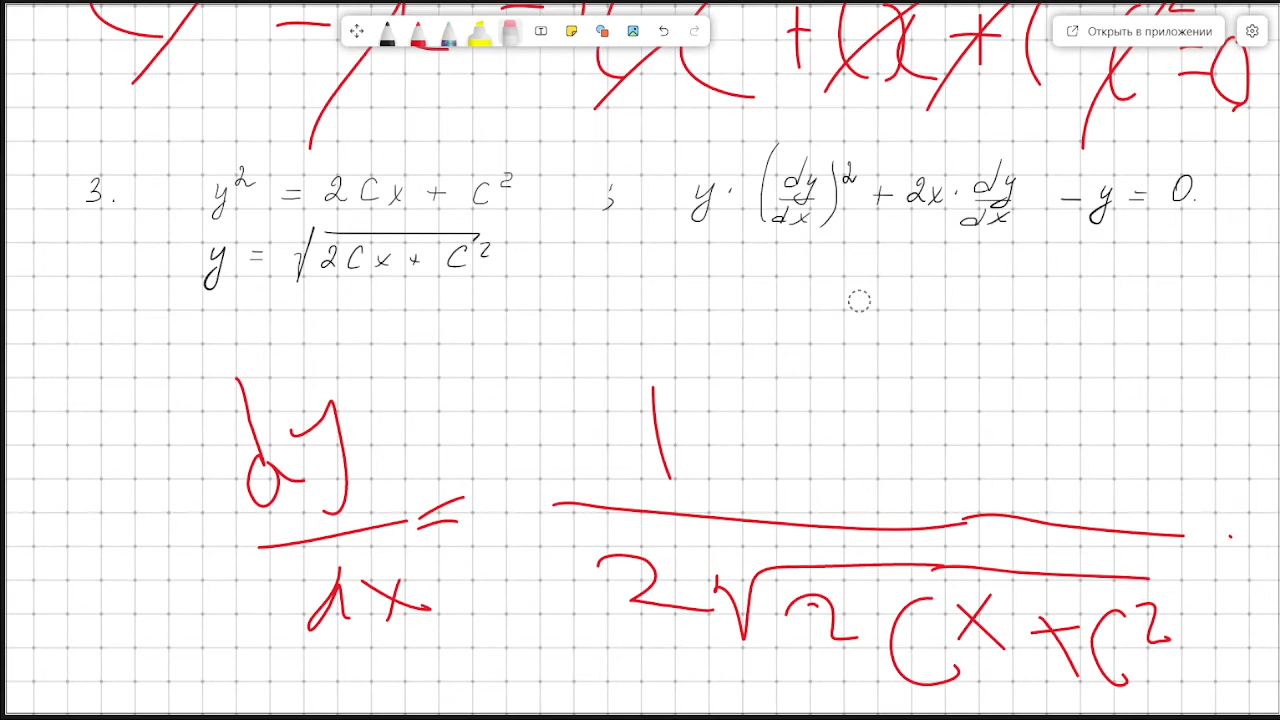 Открыть в приложении
3. y² = 2Cx + C² ; y · (dy/dx)² + 2x · dy/dx - y = 0.
y = √(2Cx + C²)
dy/dx = 1/(2√(2Cx + C²)) ·